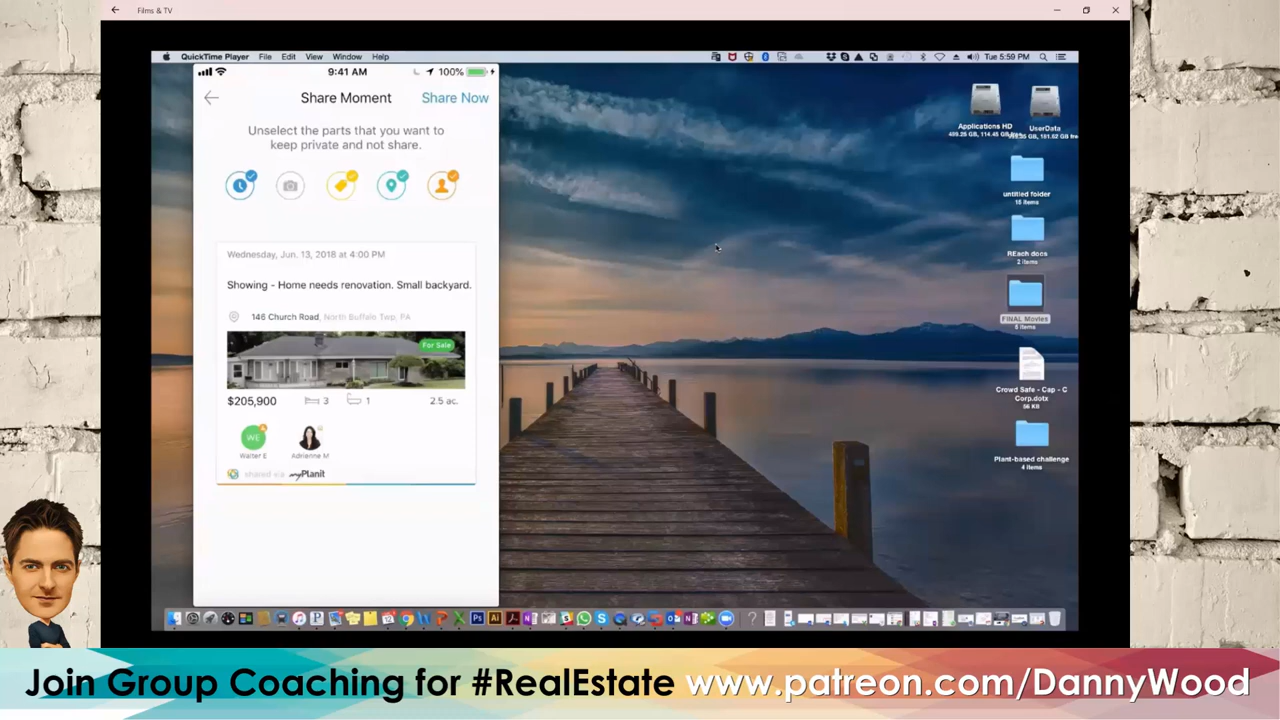 Films & TV
QuickTime Player File Edit View Window Help
Tue 5:59 PM
9:41 AM
100%
Share Moment
Share Now
Unselect the parts that you want to
keep private and not share.
Wednesday, Jun. 13, 2018 at 4:00 PM
Showing - Home needs renovation. Small backyard.
146 Church Road, North Buffalo Twp, PA
For Sale
$205,900 3 1 2.5 ac.
WE
Walter E
Adrienne M
shared via myPlanit
Applications HD
UserData
untitled folder
REach docs
2 items
FINAL Movies
Crowd Safe - Cap - C
Corp.dotx
56 KB
Plant-based challenge
4 items
Join Group Coaching for #RealEstate www.patreon.com/DannyWood